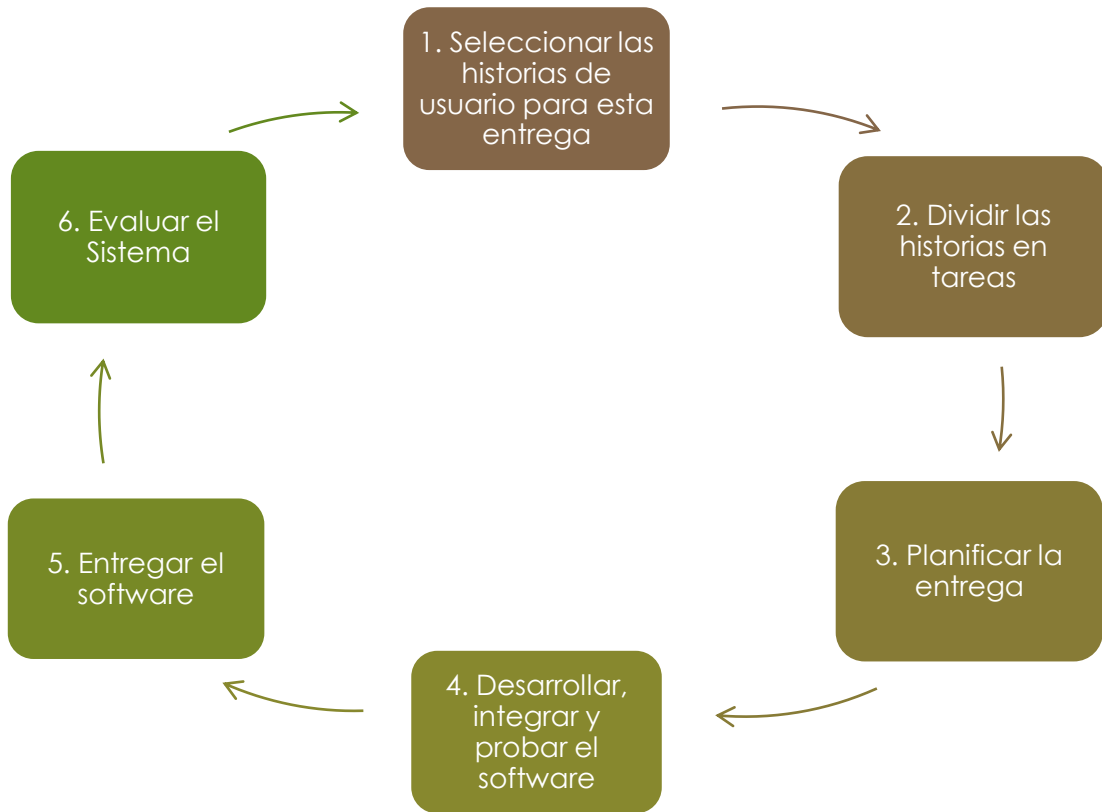 1. Seleccionar las
historias de
usuario para esta
entrega
2. Dividir las
historias en
tareas
3. Planificar la
entrega
4. Desarrollar,
integrar y
probar el
software
5. Entregar el
software
6. Evaluar el
Sistema